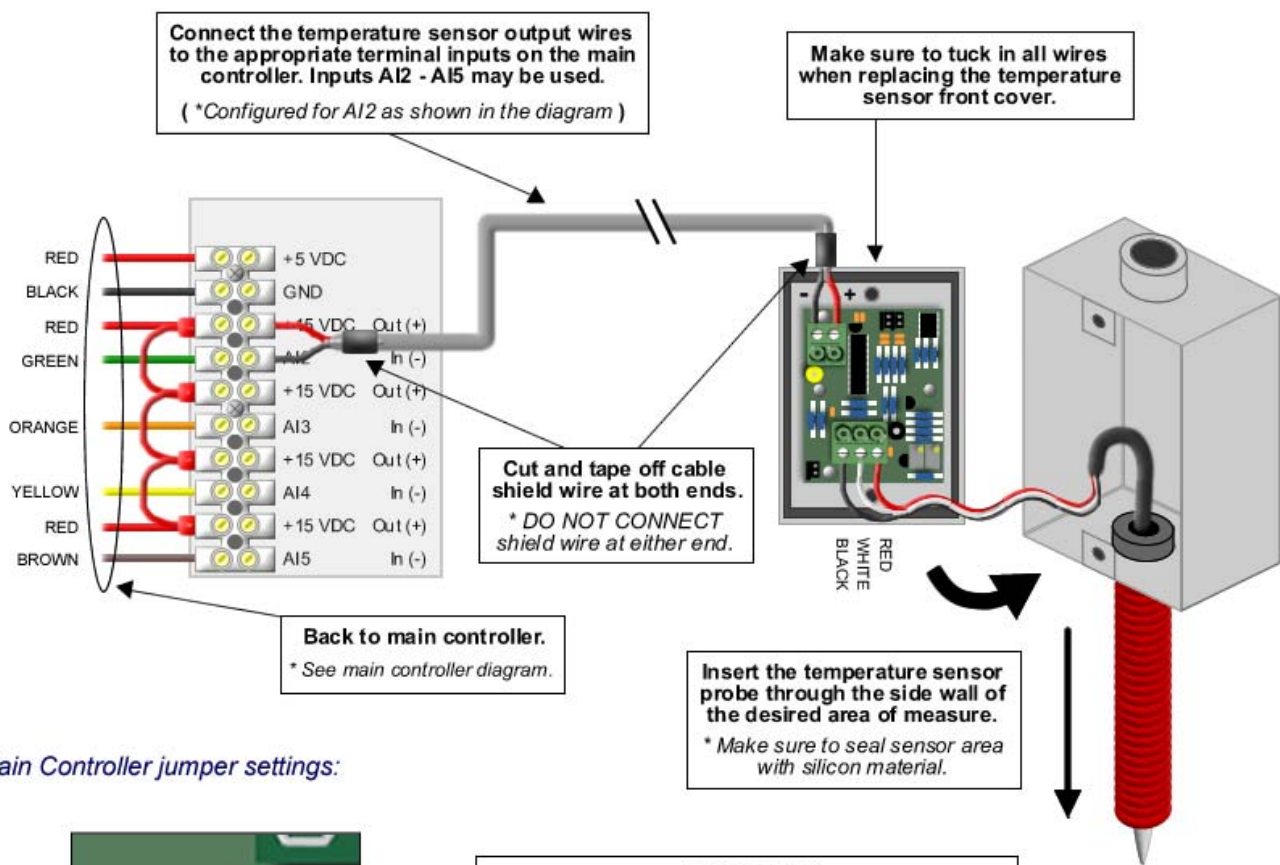 Connect the temperature sensor output wires
to the appropriate terminal inputs on the main
controller. Inputs AI2 - AI5 may be used.
( *Configured for AI2 as shown in the diagram )
Make sure to tuck in all wires
when replacing the temperature
sensor front cover.
RED
+5 VDC
BLACK
GND
RED
+15 VDC Out (+)
GREEN
AI2 In (-)
+15 VDC Out (+)
ORANGE
AI3 In (-)
+15 VDC Out (+)
YELLOW
AI4 In (-)
RED
+15 VDC Out (+)
BROWN
AI5 In (-)
- +
Cut and tape off cable
shield wire at both ends.
* DO NOT CONNECT
shield wire at either end.
RED
WHITE
BLACK
Back to main controller.
* See main controller diagram.
Insert the temperature sensor
probe through the side wall of
the desired area of measure.
* Make sure to seal sensor area
with silicon material.
ain Controller jumper settings: